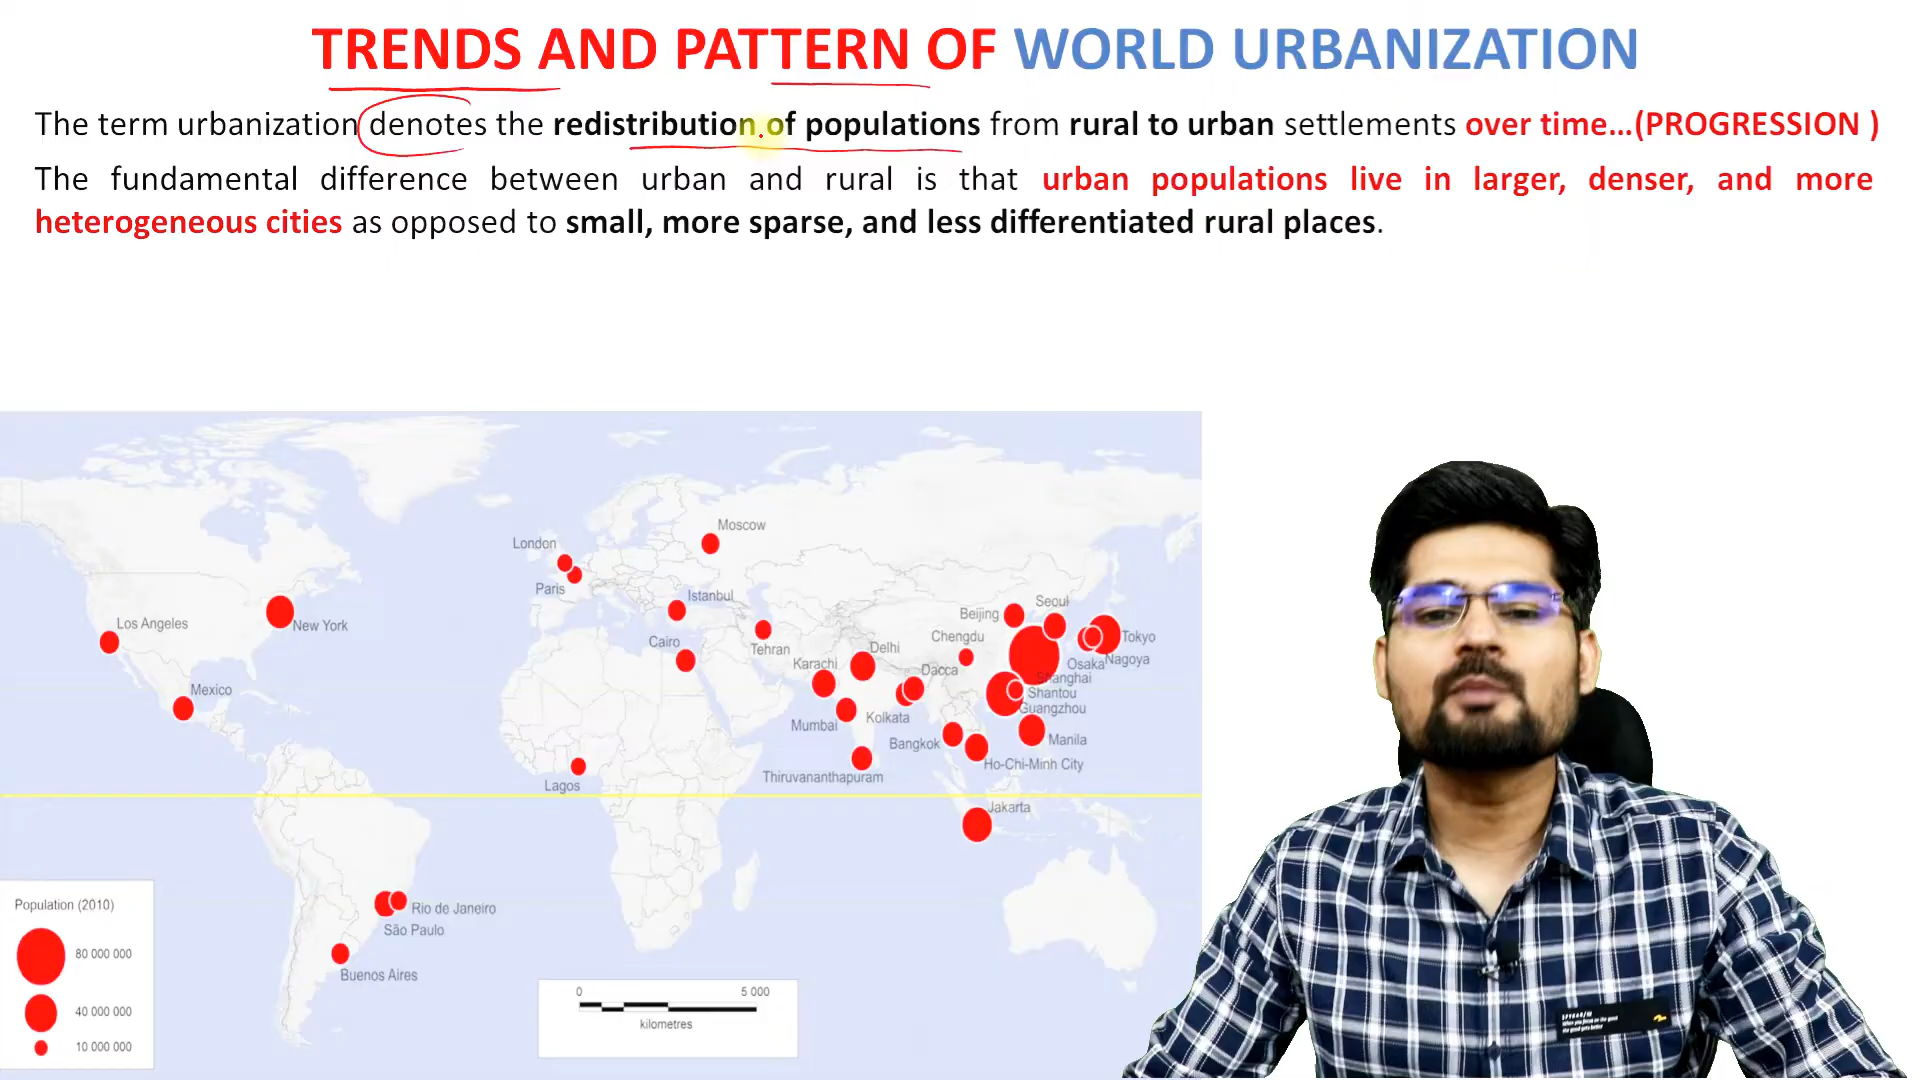 TRENDS AND PATTERN OF WORLD URBANIZATION
The term urbanization denotes the redistribution of populations from rural to urban settlements over time...(PROGRESSION )
The fundamental difference between urban and rural is that urban populations live in larger, denser, and more
heterogeneous cities as opposed to small, more sparse, and less differentiated rural places.
Moscow
London
Paris
Istanbul
Los Angeles
New York
Cairo
Tehran
Beijing
Seoul
Chengdu
Tokyo
Delhi
Karachi
Dacca
Osaka
Nagoya
Shanghai
Mexico
Shantou
Guangzhou
Mumbai
Kolkata
Bangkok
Manila
Ho-Chi-Minh City
Thiruvananthapuram
Lagos
Jakarta
Rio de Janeiro
São Paulo
Buenos Aires
Population (2010)
80 000 000
40 000 000
10 000 000
0 5 000
kilometres